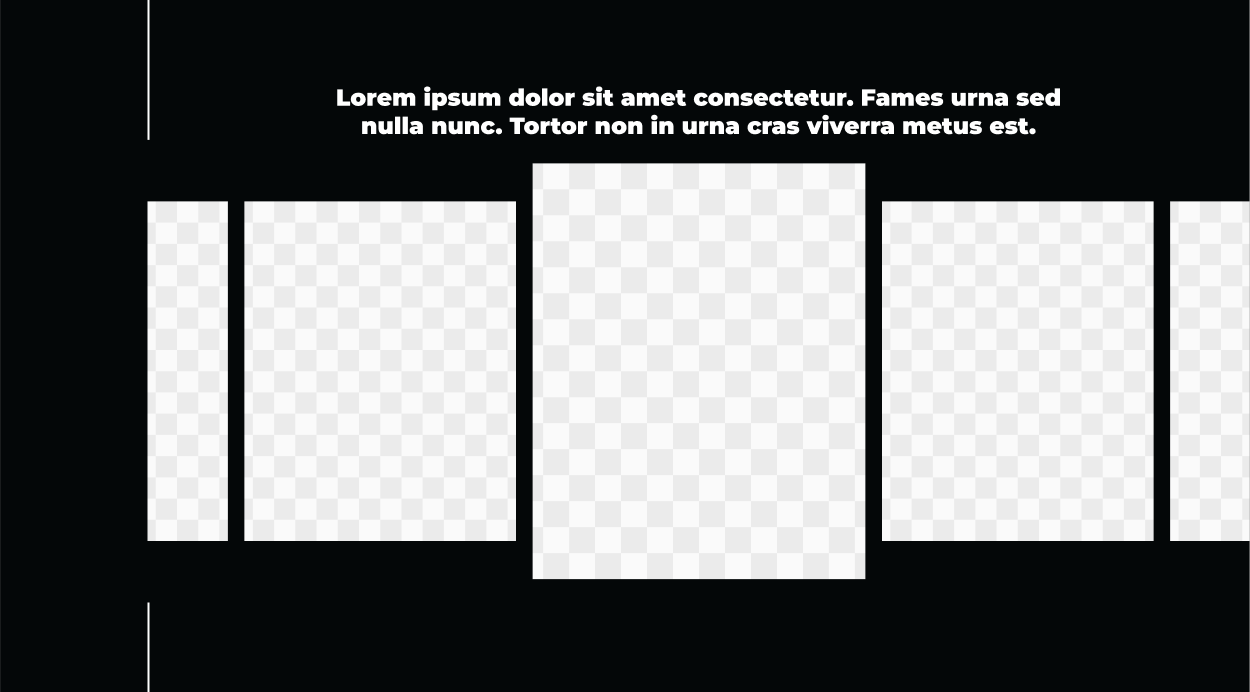 Lorem ipsum dolor sit amet consectetur. Fames urna sed
nulla nunc. Tortor non in urna cras viverra metus est.